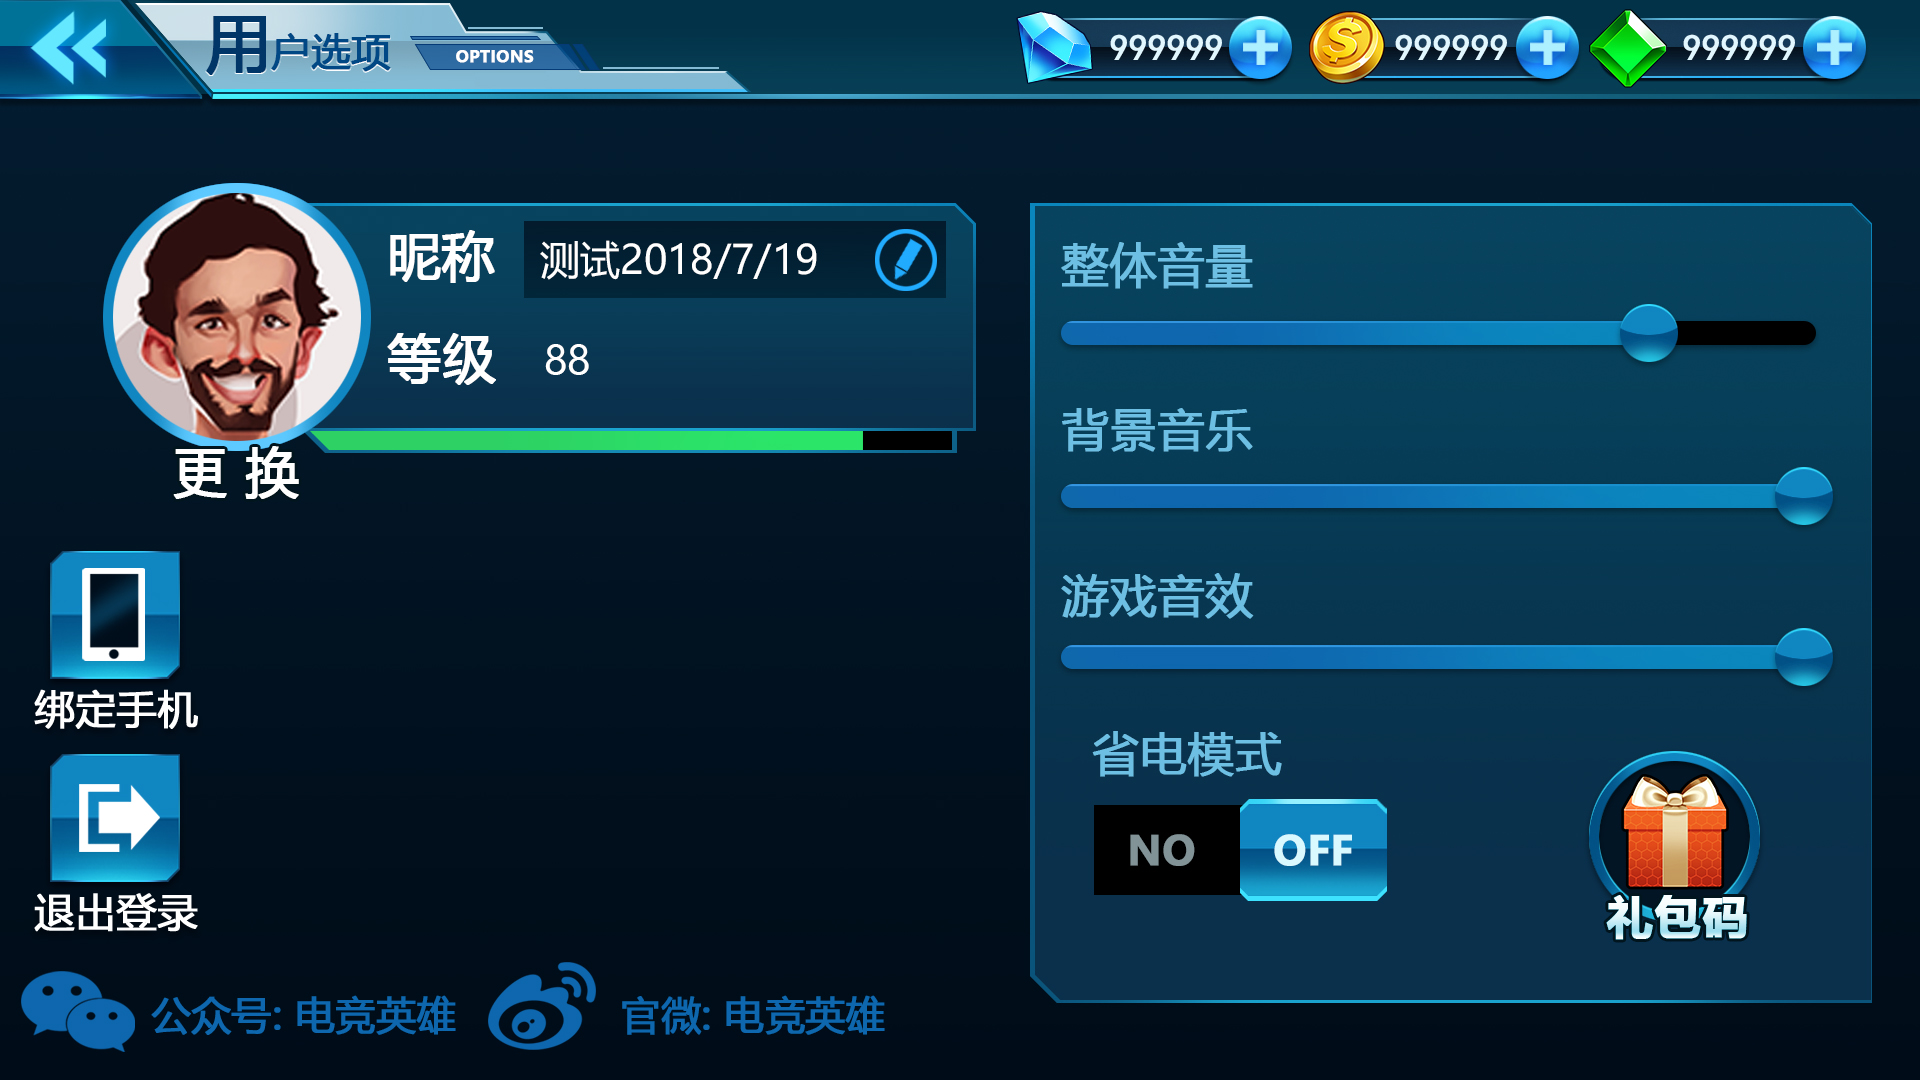 用户选项
OPTIONS
999999
999999
999999
昵称
测试2018/7/19
等级
88
更换
绑定手机
退出登录
公众号: 电竞英雄
官微: 电竞英雄
整体音量
背景音乐
游戏音效
省电模式
NO
OFF
礼包码